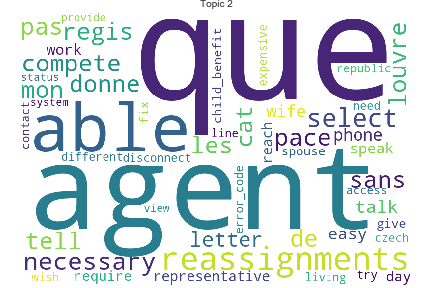 Topic 2
pas
regis
provide
work
compete
status
mon
donne
contact
system
fix
line
que
child_benefit
cat
expensive
republic
louvre
wife
select
need
able
les
reach
pace
phone
different
disconnect
spouse
speak
error_code
access
sans
view
agent
talk
tell
letter
de
easy
give
czech
necessary
reassignments
wish
require
representative
living
try
day